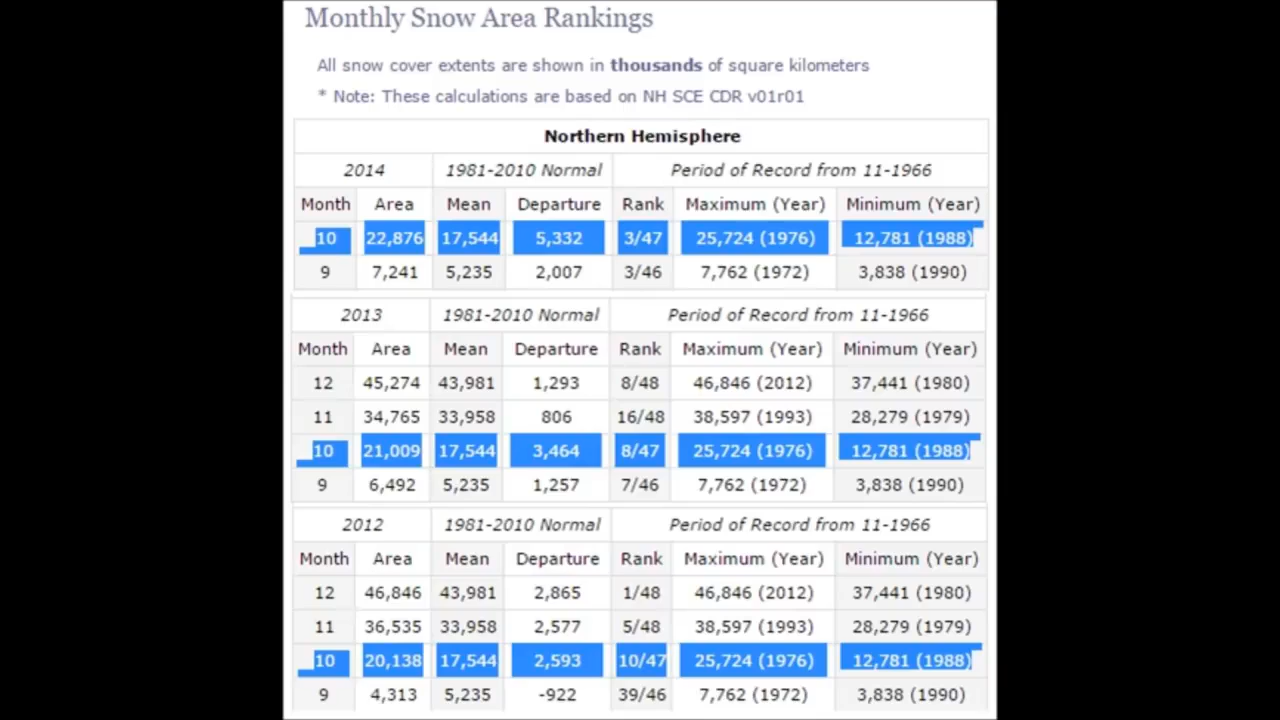 Monthly Snow Area Rankings
All snow cover extents are shown in thousands of square kilometers
* Note: These calculations are based on NH SCE CDR v01r01
Northern Hemisphere
2014 1981-2010 Normal Period of Record from 11-1966
Month Area Mean Departure Rank Maximum (Year) Minimum (Year)
10 22,876 17,544 5,332 3/47 25,724 (1976) 12,781 (1988)
9 7,241 5,235 2,007 3/46 7,762 (1972) 3,838 (1990)
2013 1981-2010 Normal Period of Record from 11-1966
Month Area Mean Departure Rank Maximum (Year) Minimum (Year)
12 45,274 43,981 1,293 8/48 46,846 (2012) 37,441 (1980)
11 34,765 33,958 806 16/48 38,597 (1993) 28,279 (1979)
10 21,009 17,544 3,464 8/47 25,724 (1976) 12,781 (1988)
9 6,492 5,235 1,257 7/46 7,762 (1972) 3,838 (1990)
2012 1981-2010 Normal Period of Record from 11-1966
Month Area Mean Departure Rank Maximum (Year) Minimum (Year)
12 46,846 43,981 2,865 1/48 46,846 (2012) 37,441 (1980)
11 36,535 33,958 2,577 5/48 38,597 (1993) 28,279 (1979)
10 20,138 17,544 2,593 10/47 25,724 (1976) 12,781 (1988)
9 4,313 5,235 -922 39/46 7,762 (1972) 3,838 (1990)